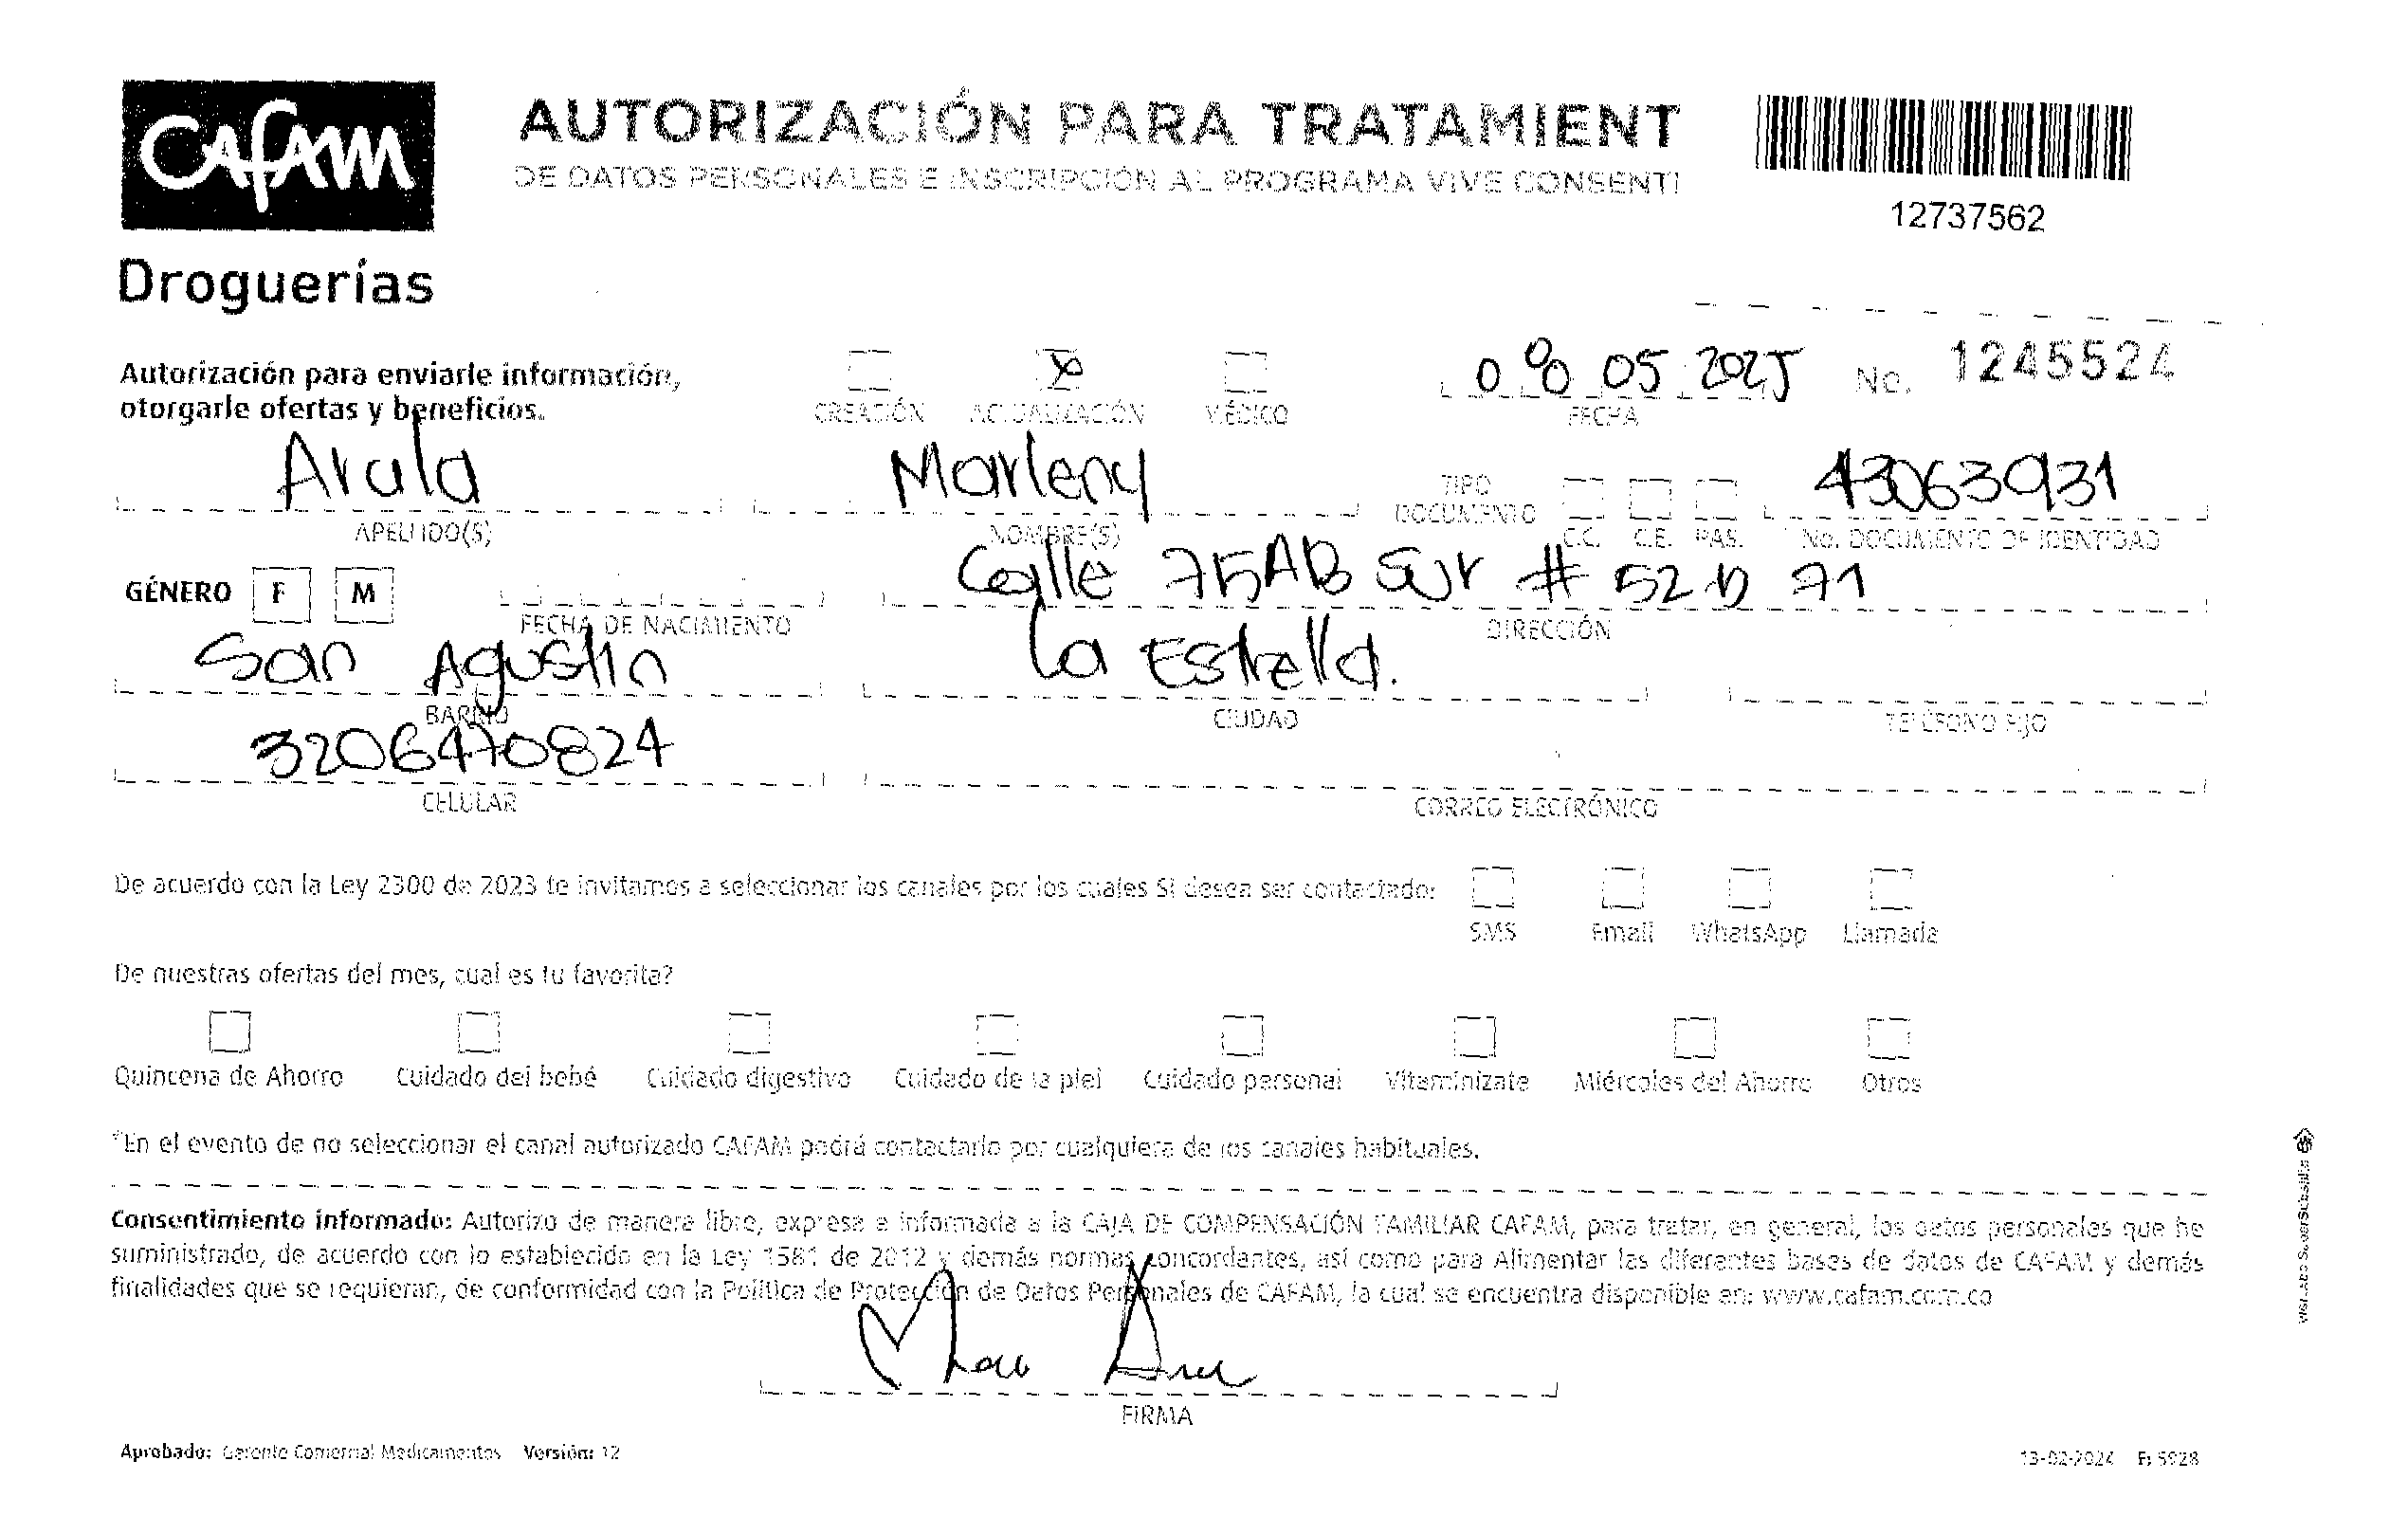 CAFAM
Droguerías
AUTORIZACIÓN PARA TRATAMIENT
DE DATOS PERSONALES E INSCRIPCIÓN AL PROGRAMA VIVE CONSENTI
12737562
Autorización para enviarle información,
otorgarle ofertas y beneficios.
CREACIÓN ACTUALIZACIÓN MÉDICO
08 05 2025
FECHA
No. 1245524
Marleny
APELLIDO(S) NOMBRE(S)
TIPO DOCUMENTO C.C. C.E. PAS.
43063931
No. DOCUMENTO DE IDENTIDAD
GÉNERO F M
FECHA DE NACIMIENTO
Calle 75AB Sur # 52 D 71
DIRECCIÓN
San Agustin
BARRIO
La Estrella.
CIUDAD
TELÉFONO FIJO
3206470824
CELULAR
CORREO ELECTRÓNICO
De acuerdo con la Ley 2300 de 2023 te invitamos a seleccionar los canales por los cuales SI desea ser contactado:
SMS Email WhatsApp Llamada
De nuestras ofertas del mes, cual es tu favorita?
Quincena de Ahorro Cuidado del bebé Cuidado digestivo Cuidado de la piel Cuidado personal Vitaminízate Miércoles del Ahorro Otros
*En el evento de no seleccionar el canal autorizado CAFAM podrá contactarlo por cualquiera de los canales habituales.
Consentimiento informado: Autorizo de manera libre, expresa e informada a la CAJA DE COMPENSACIÓN FAMILIAR CAFAM, para tratar, en general, los datos personales que he
suministrado, de acuerdo con lo establecido en la Ley 1581 de 2012 y demás normas concordantes, así como para Alimentar las diferentes bases de datos de CAFAM y demás
finalidades que se requieran, de conformidad con la Política de Protección de Datos Personales de CAFAM, la cual se encuentra disponible en: www.cafam.com.co
FIRMA
Aprobado: Gerente Comercial Medicamentos Versión: 12
13-02-2024 F: 5928